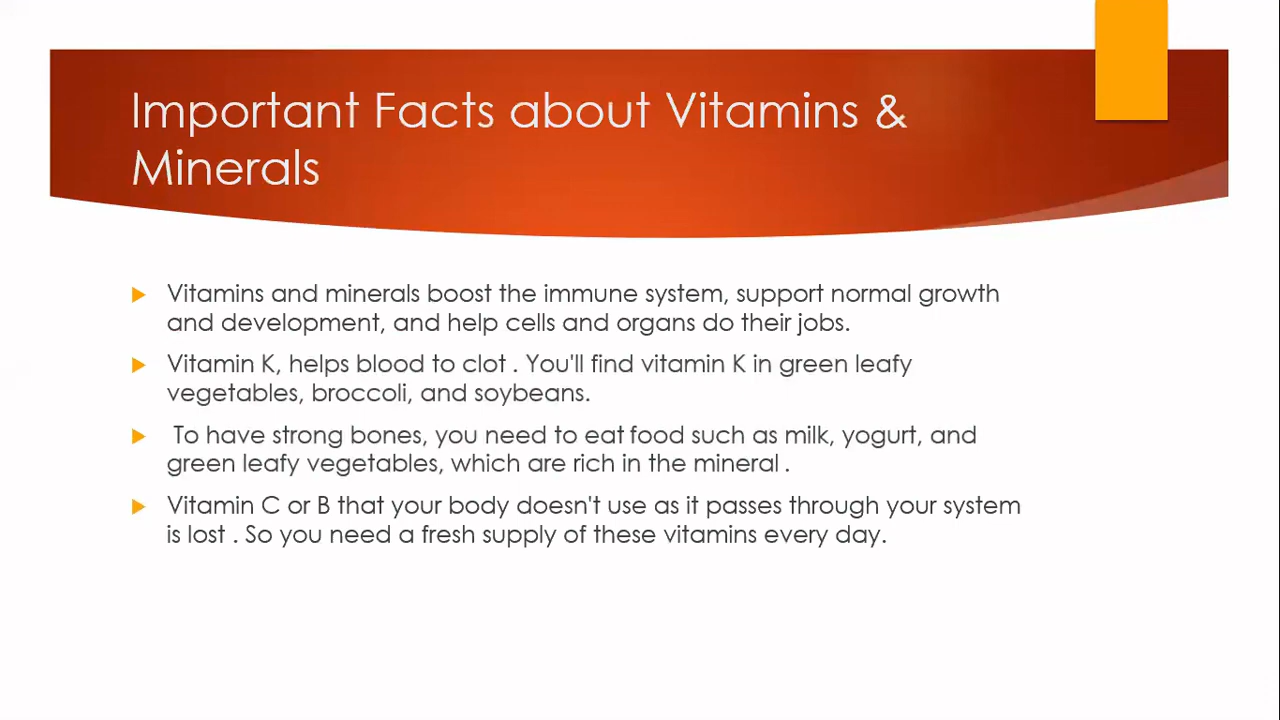 Important Facts about Vitamins &
Minerals
Vitamins and minerals boost the immune system, support normal growth
and development, and help cells and organs do their jobs.
Vitamin K, helps blood to clot . You'll find vitamin K in green leafy
vegetables, broccoli, and soybeans.
To have strong bones, you need to eat food such as milk, yogurt, and
green leafy vegetables, which are rich in the mineral .
Vitamin C or B that your body doesn't use as it passes through your system
is lost . So you need a fresh supply of these vitamins every day.